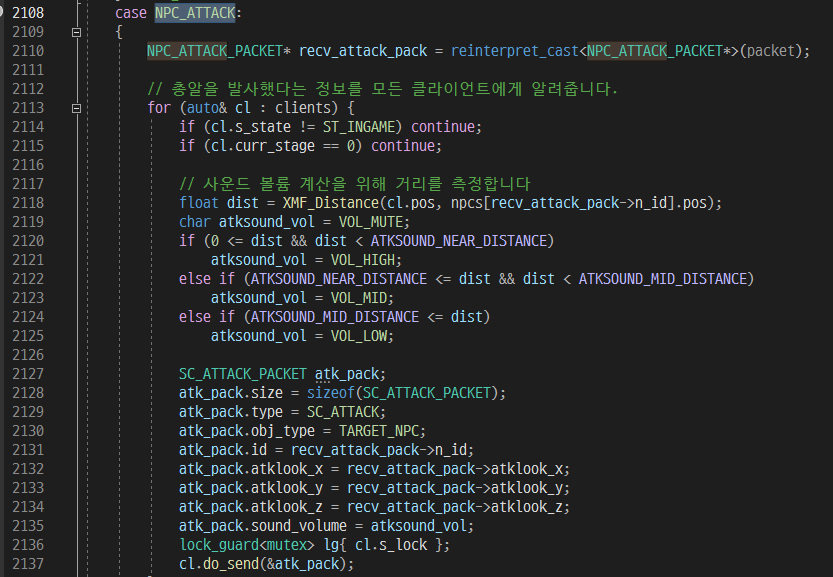 2108 case NPC_ATTACK:
2109 {
2110 NPC_ATTACK_PACKET* recv_attack_pack = reinterpret_cast<NPC_ATTACK_PACKET*>(packet);
2111
2112 // 총알을 발사했다는 정보를 모든 클라이언트에게 알려줍니다.
2113 for (auto& cl : clients) {
2114 if (cl.s_state != ST_INGAME) continue;
2115 if (cl.curr_stage == 0) continue;
2116
2117 // 사운드 볼륨 계산을 위해 거리를 측정합니다
2118 float dist = XMF_Distance(cl.pos, npcs[recv_attack_pack->n_id].pos);
2119 char atksound_vol = VOL_MUTE;
2120 if (0 <= dist && dist < ATKSOUND_NEAR_DISTANCE)
2121 atksound_vol = VOL_HIGH;
2122 else if (ATKSOUND_NEAR_DISTANCE <= dist && dist < ATKSOUND_MID_DISTANCE)
2123 atksound_vol = VOL_MID;
2124 else if (ATKSOUND_MID_DISTANCE <= dist)
2125 atksound_vol = VOL_LOW;
2126
2127 SC_ATTACK_PACKET atk_pack;
2128 atk_pack.size = sizeof(SC_ATTACK_PACKET);
2129 atk_pack.type = SC_ATTACK;
2130 atk_pack.obj_type = TARGET_NPC;
2131 atk_pack.id = recv_attack_pack->n_id;
2132 atk_pack.atklook_x = recv_attack_pack->atklook_x;
2133 atk_pack.atklook_y = recv_attack_pack->atklook_y;
2134 atk_pack.atklook_z = recv_attack_pack->atklook_z;
2135 atk_pack.sound_volume = atksound_vol;
2136 lock_guard<mutex> lg{ cl.s_lock };
2137 cl.do_send(&atk_pack);